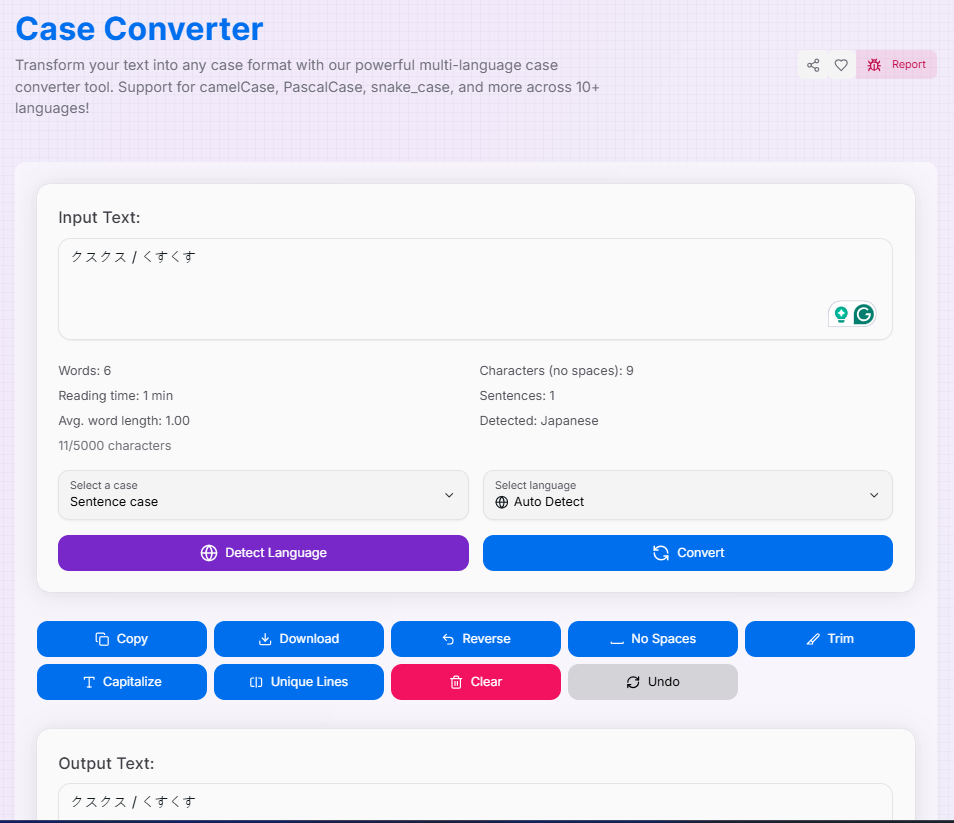 Case Converter
Transform your text into any case format with our powerful multi-language case
converter tool. Support for camelCase, PascalCase, snake_case, and more across 10+
languages!
Report
Input Text:
クスクス / くすくす
Words: 6
Characters (no spaces): 9
Reading time: 1 min
Sentences: 1
Avg. word length: 1.00
Detected: Japanese
11/5000 characters
Select a case
Sentence case
Select language
Auto Detect
Detect Language
Convert
Copy
Download
Reverse
No Spaces
Trim
Capitalize
Unique Lines
Clear
Undo
Output Text:
クスクス / くすくす